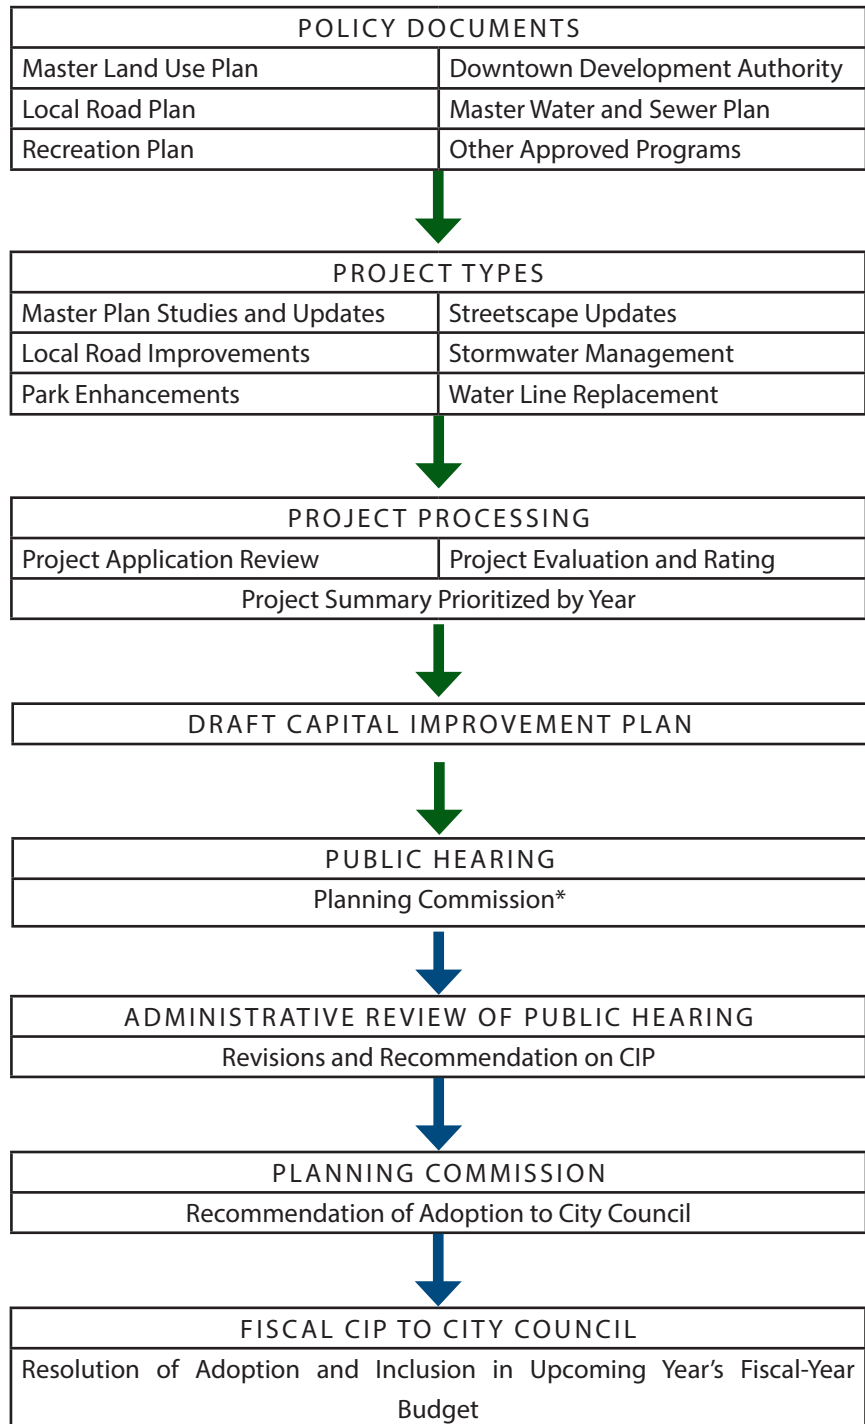 POLICY DOCUMENTS
Master Land Use Plan
Downtown Development Authority
Local Road Plan
Master Water and Sewer Plan
Recreation Plan
Other Approved Programs
PROJECT TYPES
Master Plan Studies and Updates
Streetscape Updates
Local Road Improvements
Stormwater Management
Park Enhancements
Water Line Replacement
PROJECT PROCESSING
Project Application Review
Project Evaluation and Rating
Project Summary Prioritized by Year
DRAFT CAPITAL IMPROVEMENT PLAN
PUBLIC HEARING
Planning Commission*
ADMINISTRATIVE REVIEW OF PUBLIC HEARING
Revisions and Recommendation on CIP
PLANNING COMMISSION
Recommendation of Adoption to City Council
FISCAL CIP TO CITY COUNCIL
Resolution of Adoption and Inclusion in Upcoming Year's Fiscal-Year
Budget